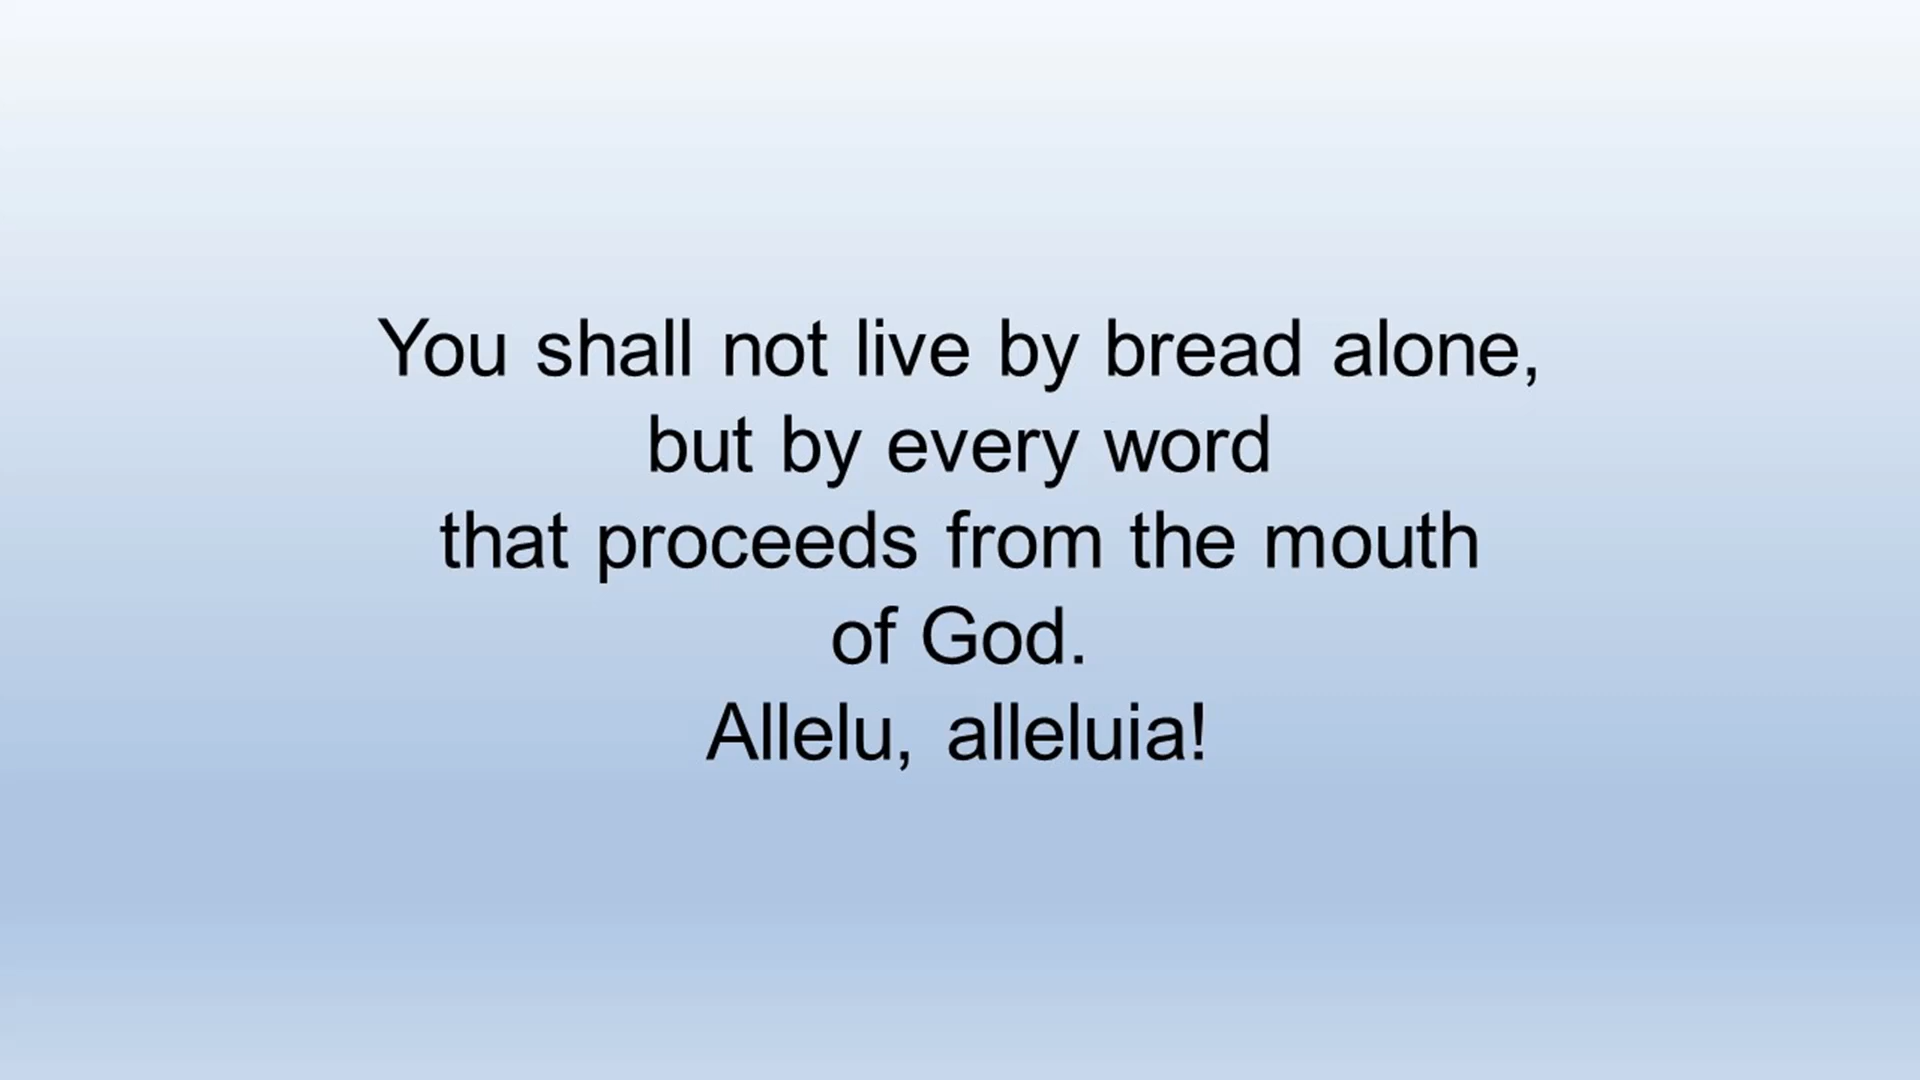 You shall not live by bread alone,
but by every word
that proceeds from the mouth
of God.
Allelu, alleluia!